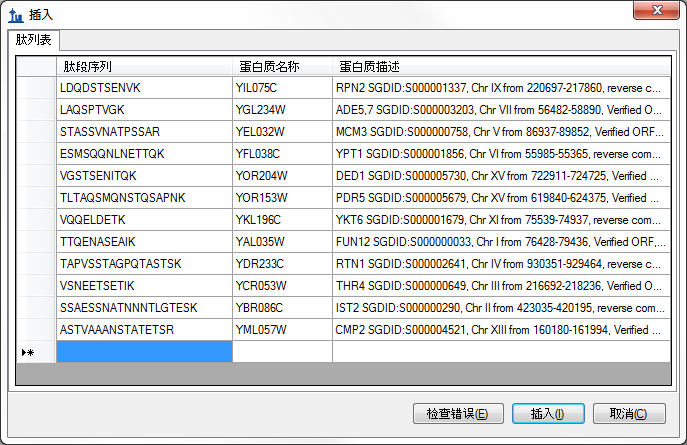 插入
肽列表
肽段序列 蛋白质名称 蛋白质描述
LDQDSTSENVK YIL075C RPN2 SGDID:S000001337, Chr IX from 220697-217860, reverse c...
LAQSPTVGK YGL234W ADE5,7 SGDID:S000003203, Chr VII from 56482-58890, Verified O...
STASSVNATPSSAR YEL032W MCM3 SGDID:S000000758, Chr V from 86937-89852, Verified ORF...
ESMSQQNLNETTQK YFL038C YPT1 SGDID:S000001856, Chr VI from 55985-55365, reverse com...
VGSTSENITQK YOR204W DED1 SGDID:S000005730, Chr XV from 722911-724725, Verified ...
TLTAQSMQNSTQSAPNK YOR153W PDR5 SGDID:S000005679, Chr XV from 619840-624375, Verified ...
VQQELDETK YKL196C YKT6 SGDID:S000001679, Chr XI from 75539-74937, reverse com...
TTQENASEAIK YAL035W FUN12 SGDID:S000000033, Chr I from 76428-79436, Verified ORF,...
TAPVSSTAGPQTASTSK YDR233C RTN1 SGDID:S000002641, Chr IV from 930351-929464, reverse c...
VSNEETSETIK YCR053W THR4 SGDID:S000000649, Chr III from 216692-218236, Verified O...
SSAESSNATNNNTLGTESK YBR086C IST2 SGDID:S000000290, Chr II from 423035-420195, reverse co...
ASTVAAANSTATETSR YML057W CMP2 SGDID:S000004521, Chr XIII from 160180-161994, Verified ...
检查错误(E) 插入(I) 取消(C)